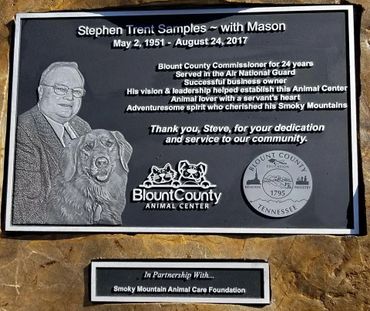 Stephen Trent Samples ~ with Mason
May 2, 1951 - August 24, 2017
Blount County Commissioner for 24 years
Served in the Air National Guard
Successful business owner
His vision & leadership helped establish this Animal Center
Animal lover with a servant's heart
Adventuresome spirit who cherished his Smoky Mountains
Thank you, Steve, for your dedication
and service to our community.
BlountCounty
ANIMAL CENTER
BLOUNT COUNTY
1795
TENNESSEE
In Partnership With...
Smoky Mountain Animal Care Foundation